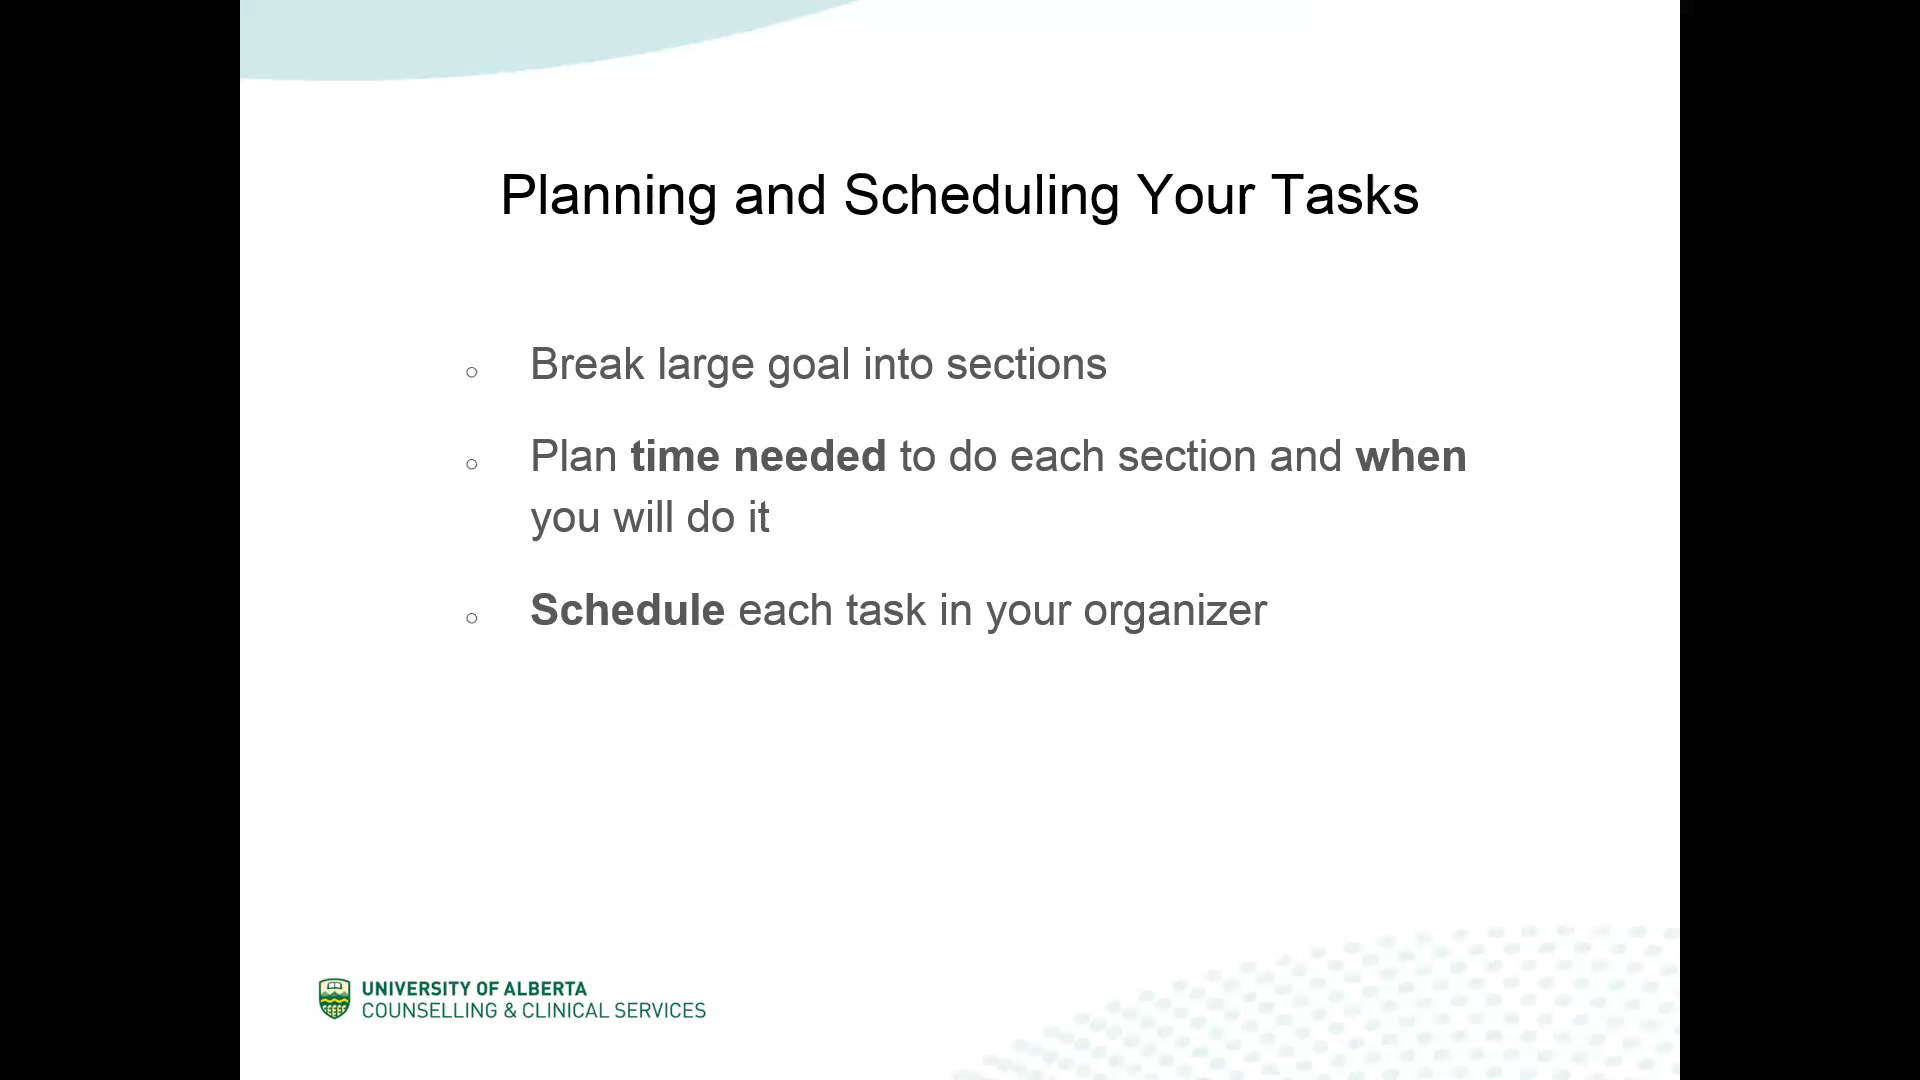 Planning and Scheduling Your Tasks
○ Break large goal into sections
○ Plan time needed to do each section and when
you will do it
○ Schedule each task in your organizer
UNIVERSITY OF ALBERTA
COUNSELLING & CLINICAL SERVICES